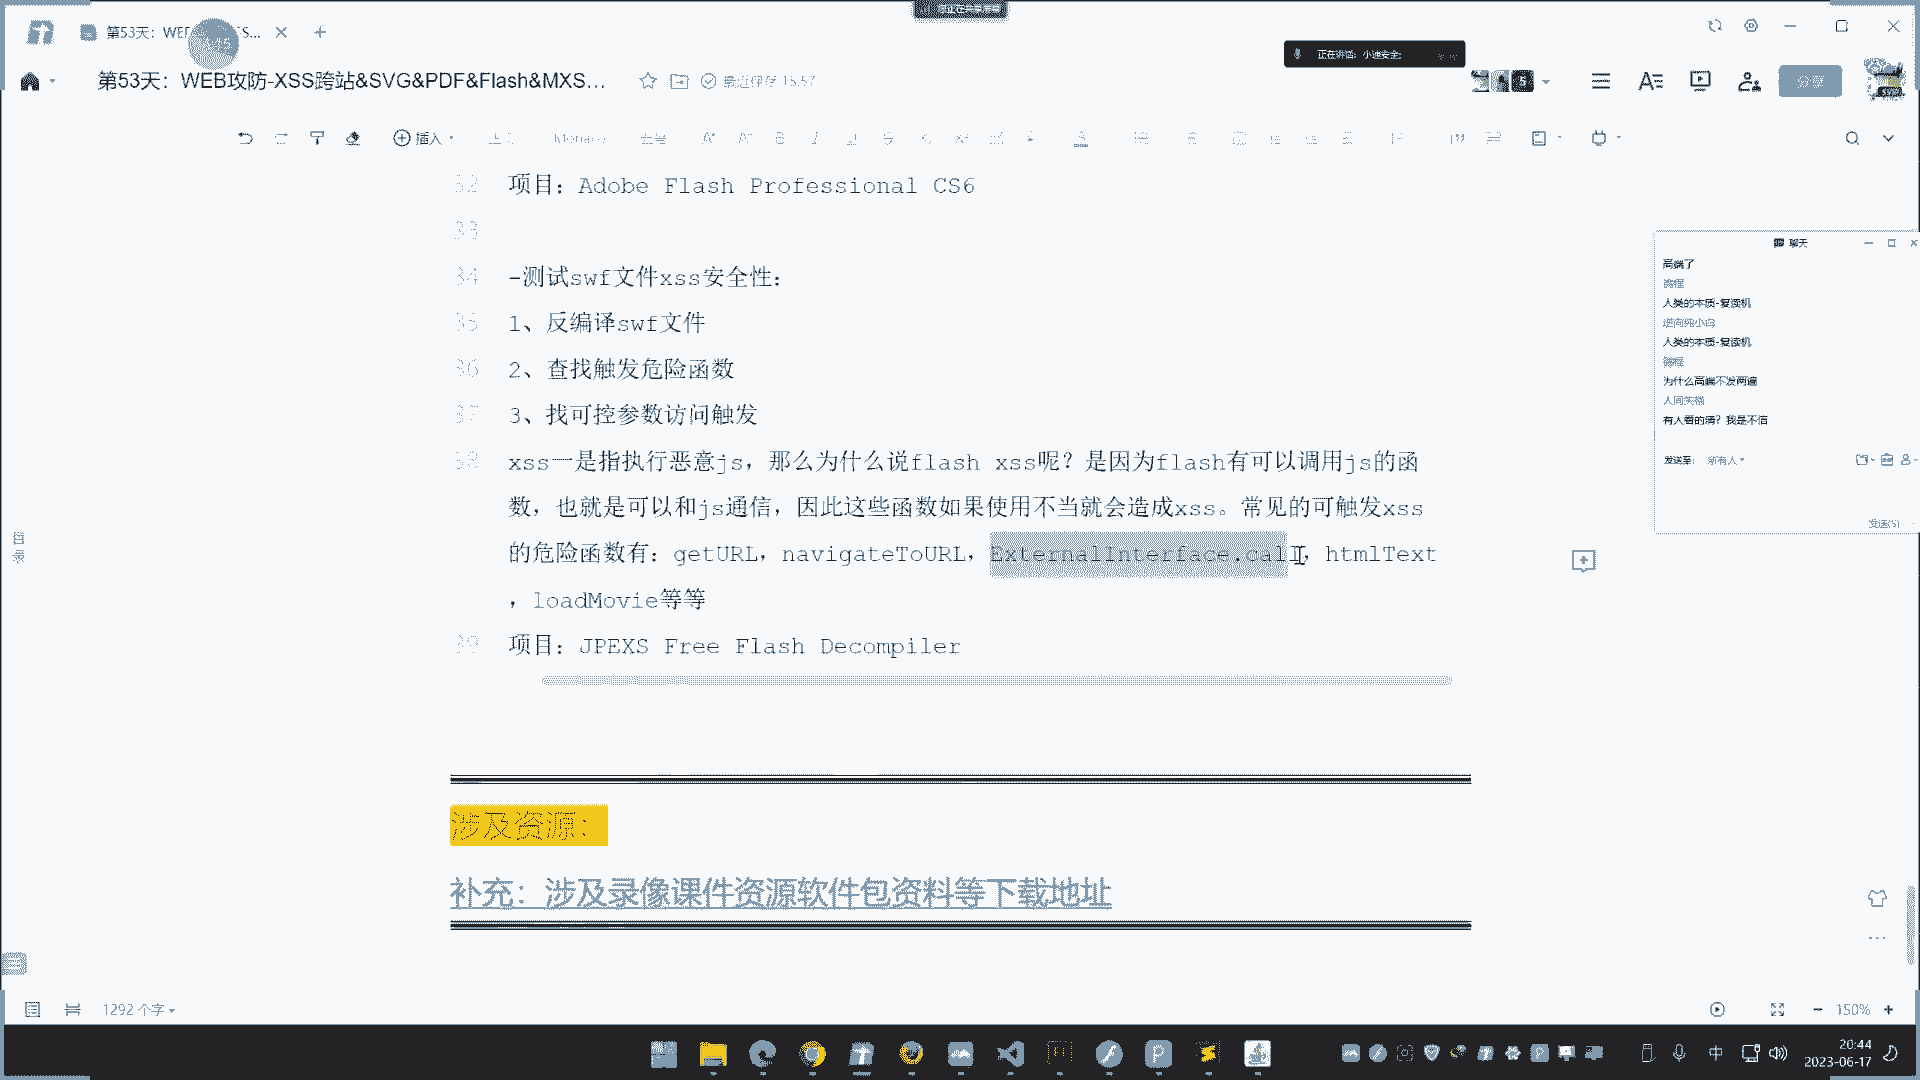 第53天：WEB
第53天：WEB攻防-XSS跨站&SVG&PDF&Flash&MXS...
最近保存 15:57
正在讲话：小迪安全;
分享
插入
Monaco
32 项目：Adobe Flash Professional CS6
33
34 -测试swf文件xss安全性：
35 1、反编译swf文件
36 2、查找触发危险函数
37 3、找可控参数访问触发
38 xss一是指执行恶意js，那么为什么说flash xss呢？是因为flash有可以调用js的函
数，也就是可以和js通信，因此这些函数如果使用不当就会造成xss。常见的可触发xss
的危险函数有：getURL，navigateToURL，ExternalInterface.call，htmlText
，loadMovie等等
39 项目：JPEXS Free Flash Decompiler
涉及资源：
补充：涉及录像课件资源软件包资料等下载地址
目
录
聊天
高端了
人类的本质-复读机
人类的本质-复读机
为什么高端不发两遍
人间失格
有人看的清？我是不信
发送至：所有人
发送(S)
1292 个字
150%
中
20:44
2023-06-17